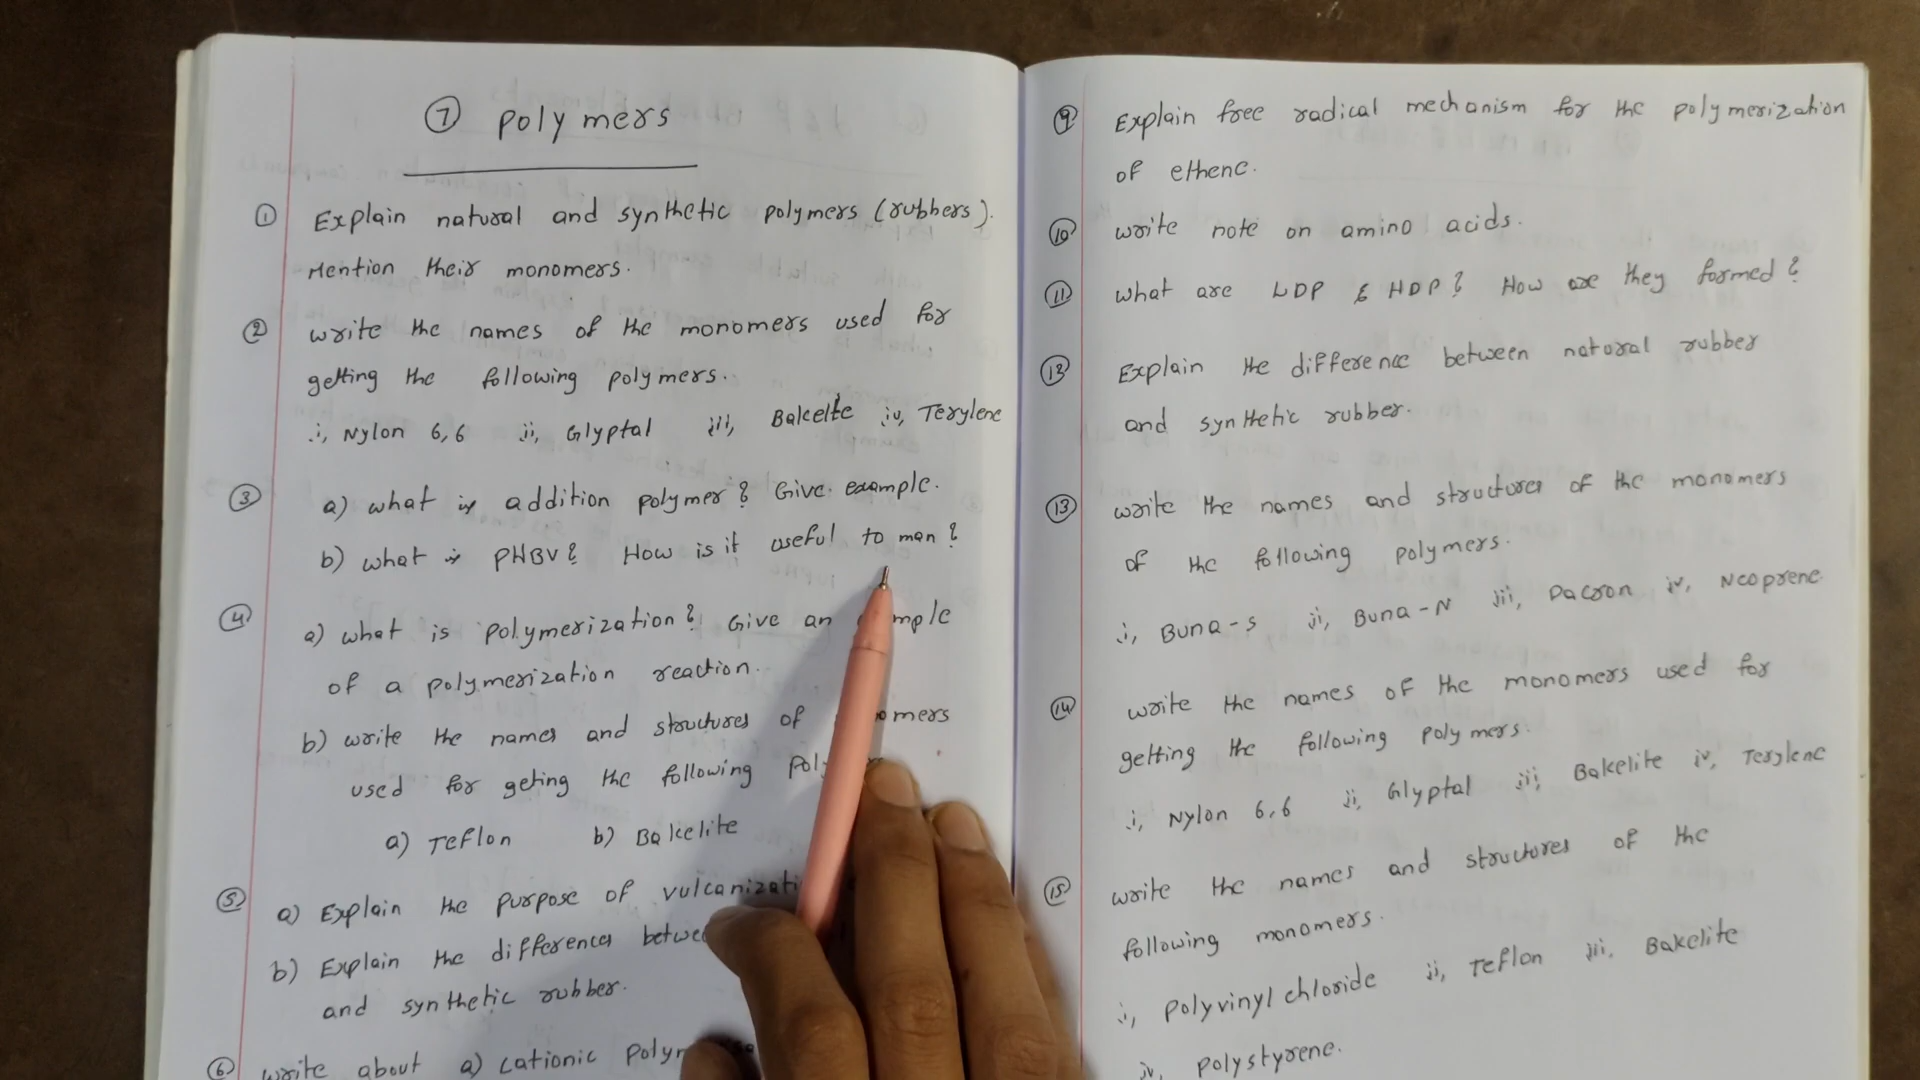 7 polymers
1 Explain natural and synthetic polymers (rubbers).
Mention their monomers.
2 write the names of the monomers used for
getting the following polymers.
i, Nylon 6,6 ii, Glyptal iii, Bakelite iv, Terylene
3 a) what is addition polymer? Give example.
b) what is PHBV? How is it useful to man?
4 a) what is polymerization? Give an
of a polymerization reaction.
b) write the names and structures of
used for geting the following
a) Teflon b) Bakelite
5 a) Explain the purpose of
b) Explain the differences
and synthetic rubber.
6 write about a) cationic
9 Explain free radical mechanism for the polymerization
of ethene.
10 write note on amino acids.
11 what are LDP & HDP? How are they formed?
12 Explain the difference between natural rubber
and synthetic rubber.
13 write the names and structures of the monomers
of the following polymers.
i, Buna-s ii, Buna-N iii, Dacron iv, Neoprene
14 write the names of the monomers used for
getting the following polymers.
i, Nylon 6,6 ii, Glyptal iii, Bakelite iv, Terylene
15 write the names and structures of the
following monomers.
i, polyvinyl chloride ii, Teflon iii. Bakelite
iv, polystyrene.